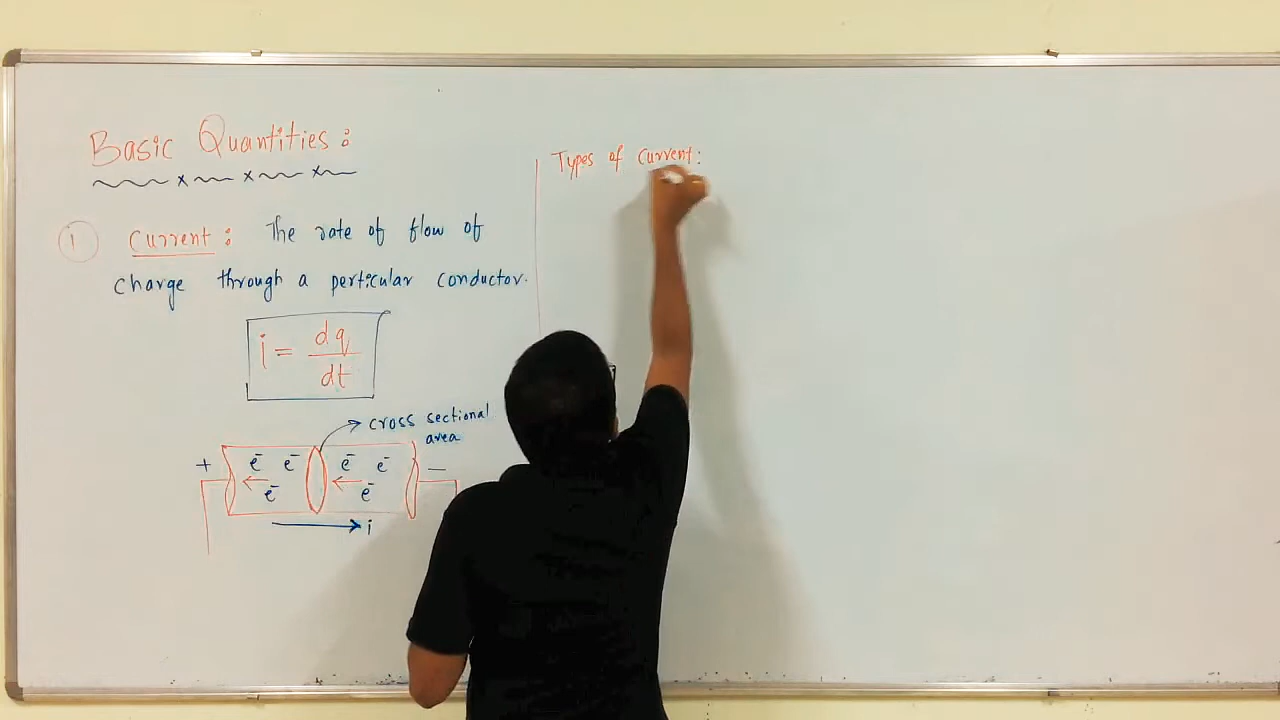 Basic Quantities:
1 Current: The rate of flow of
charge through a perticular conductor.
i = dq
dt
cross sectional
area
+ e⁻ e⁻ e⁻ e⁻ –
e⁻ e⁻
i
Types of Current: